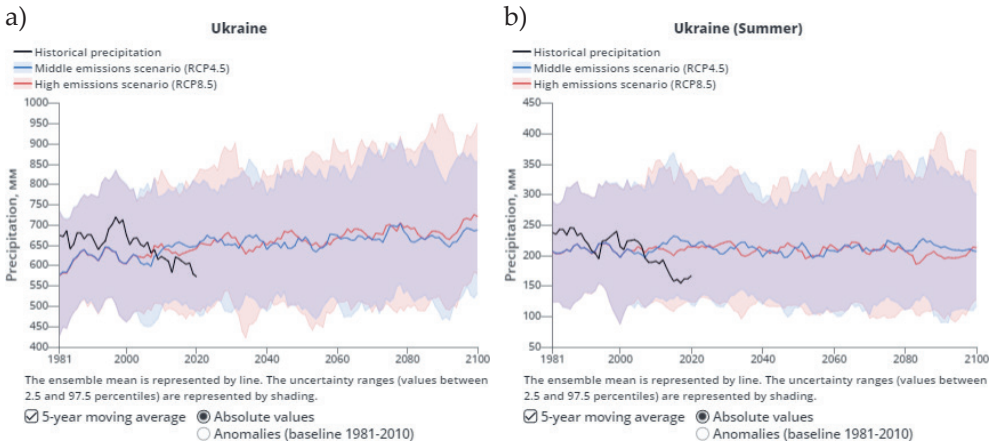 a)
Ukraine
Historical precipitation
Middle emissions scenario (RCP4.5)
High emissions scenario (RCP8.5)
Precipitation, мм
1000
950
900
850
800
750
700
650
600
550
500
450
400
1981
2000
2020
2040
2060
2080
2100
The ensemble mean is represented by line. The uncertainty ranges (values between
2.5 and 97.5 percentiles) are represented by shading.
5-year moving average
Absolute values
Anomalies (baseline 1981-2010)
b)
Ukraine (Summer)
Historical precipitation
Middle emissions scenario (RCP4.5)
High emissions scenario (RCP8.5)
Precipitation, мм
450
400
350
300
250
200
150
100
50
1981
2000
2020
2040
2060
2080
2100
The ensemble mean is represented by line. The uncertainty ranges (values between
2.5 and 97.5 percentiles) are represented by shading.
5-year moving average
Absolute values
Anomalies (baseline 1981-2010)